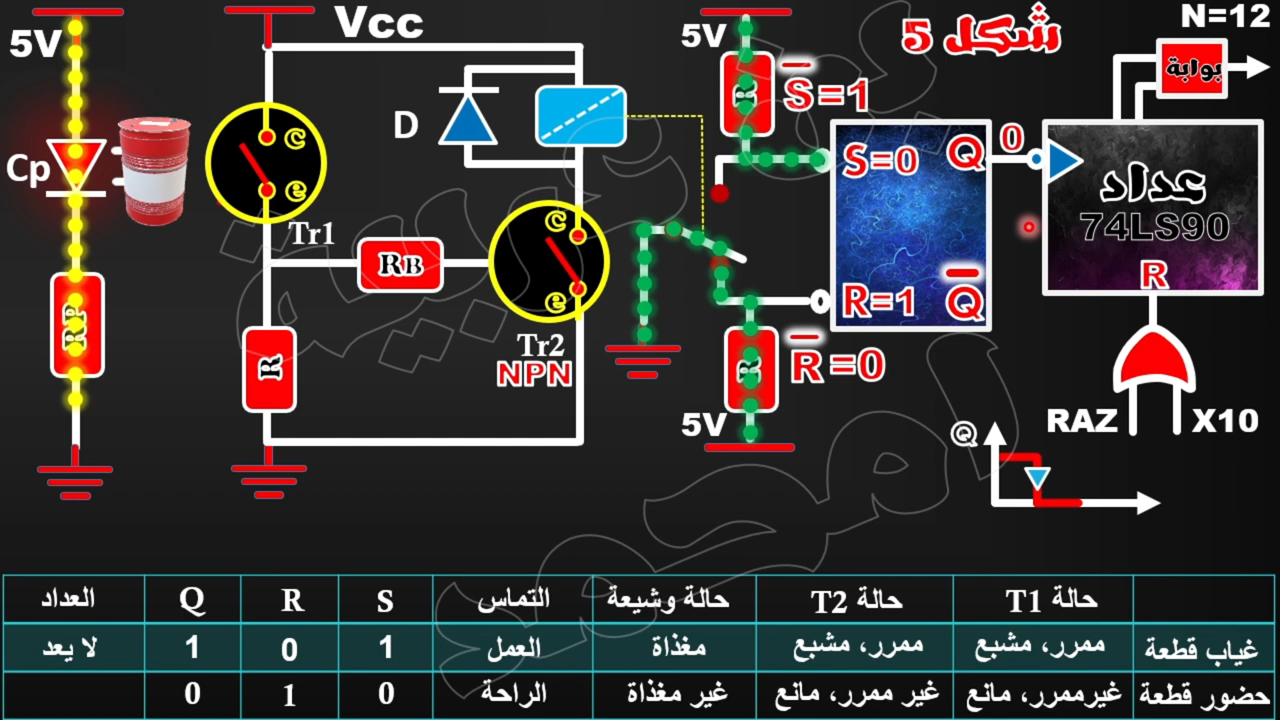 5V
Vcc
5V
شكل 5
N=12
بوابة
Cp
D
C
e
Tr1
R
S=1
S=0
Q
0
عداد
74LS90
R
RB
C
e
Tr2
NPN
R=1
Q
RP
R
R
R=0
5V
RAZ
X10
Q
حالة T1
حالة T2
حالة وشيعة
التماس
S
R
Q
العداد
غياب قطعة
ممرر، مشبع
ممرر، مشبع
مغذاة
العمل
1
0
1
لا يعد
حضور قطعة
غيرممرر، مانع
غير ممرر، مانع
غير مغذاة
الراحة
0
1
0